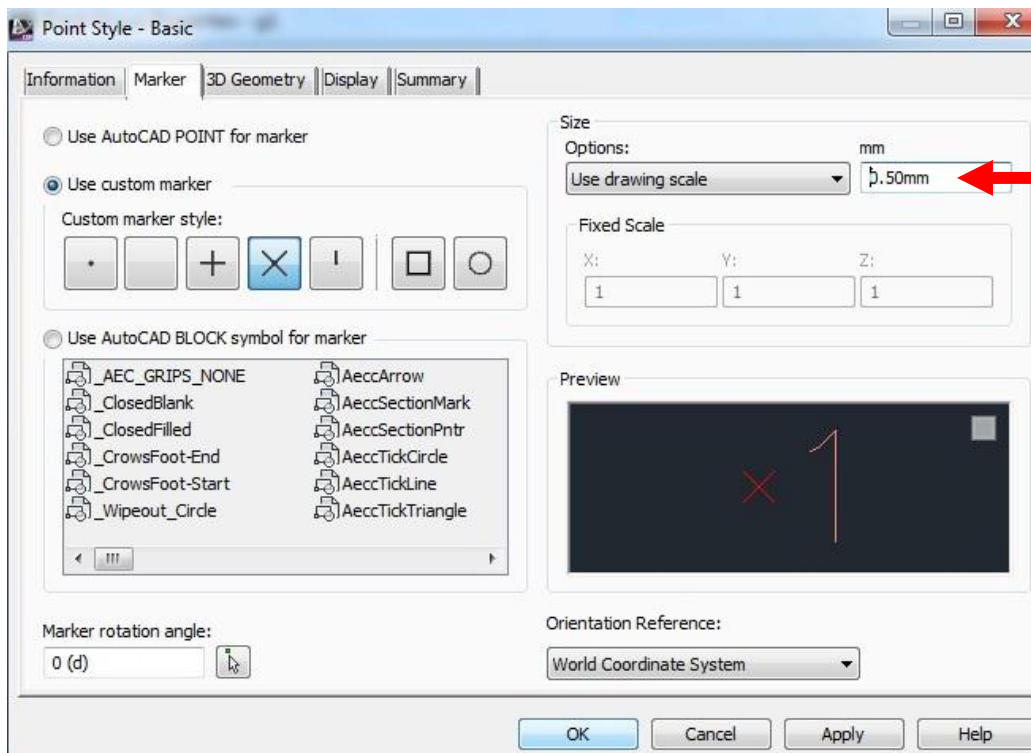 Point Style - Basic
Information Marker 3D Geometry Display Summary
Use AutoCAD POINT for marker
Use custom marker
Custom marker style:
Use AutoCAD BLOCK symbol for marker
_AEC_GRIPS_NONE
_ClosedBlank
_ClosedFilled
_CrowsFoot-End
_CrowsFoot-Start
_Wipeout_Circle
AeccArrow
AeccSectionMark
AeccSectionPntr
AeccTickCircle
AeccTickLine
AeccTickTriangle
Marker rotation angle:
0 (d)
Size
Options: mm
Use drawing scale 0.50mm
Fixed Scale
X: Y: Z:
1 1 1
Preview
1
Orientation Reference:
World Coordinate System
OK Cancel Apply Help